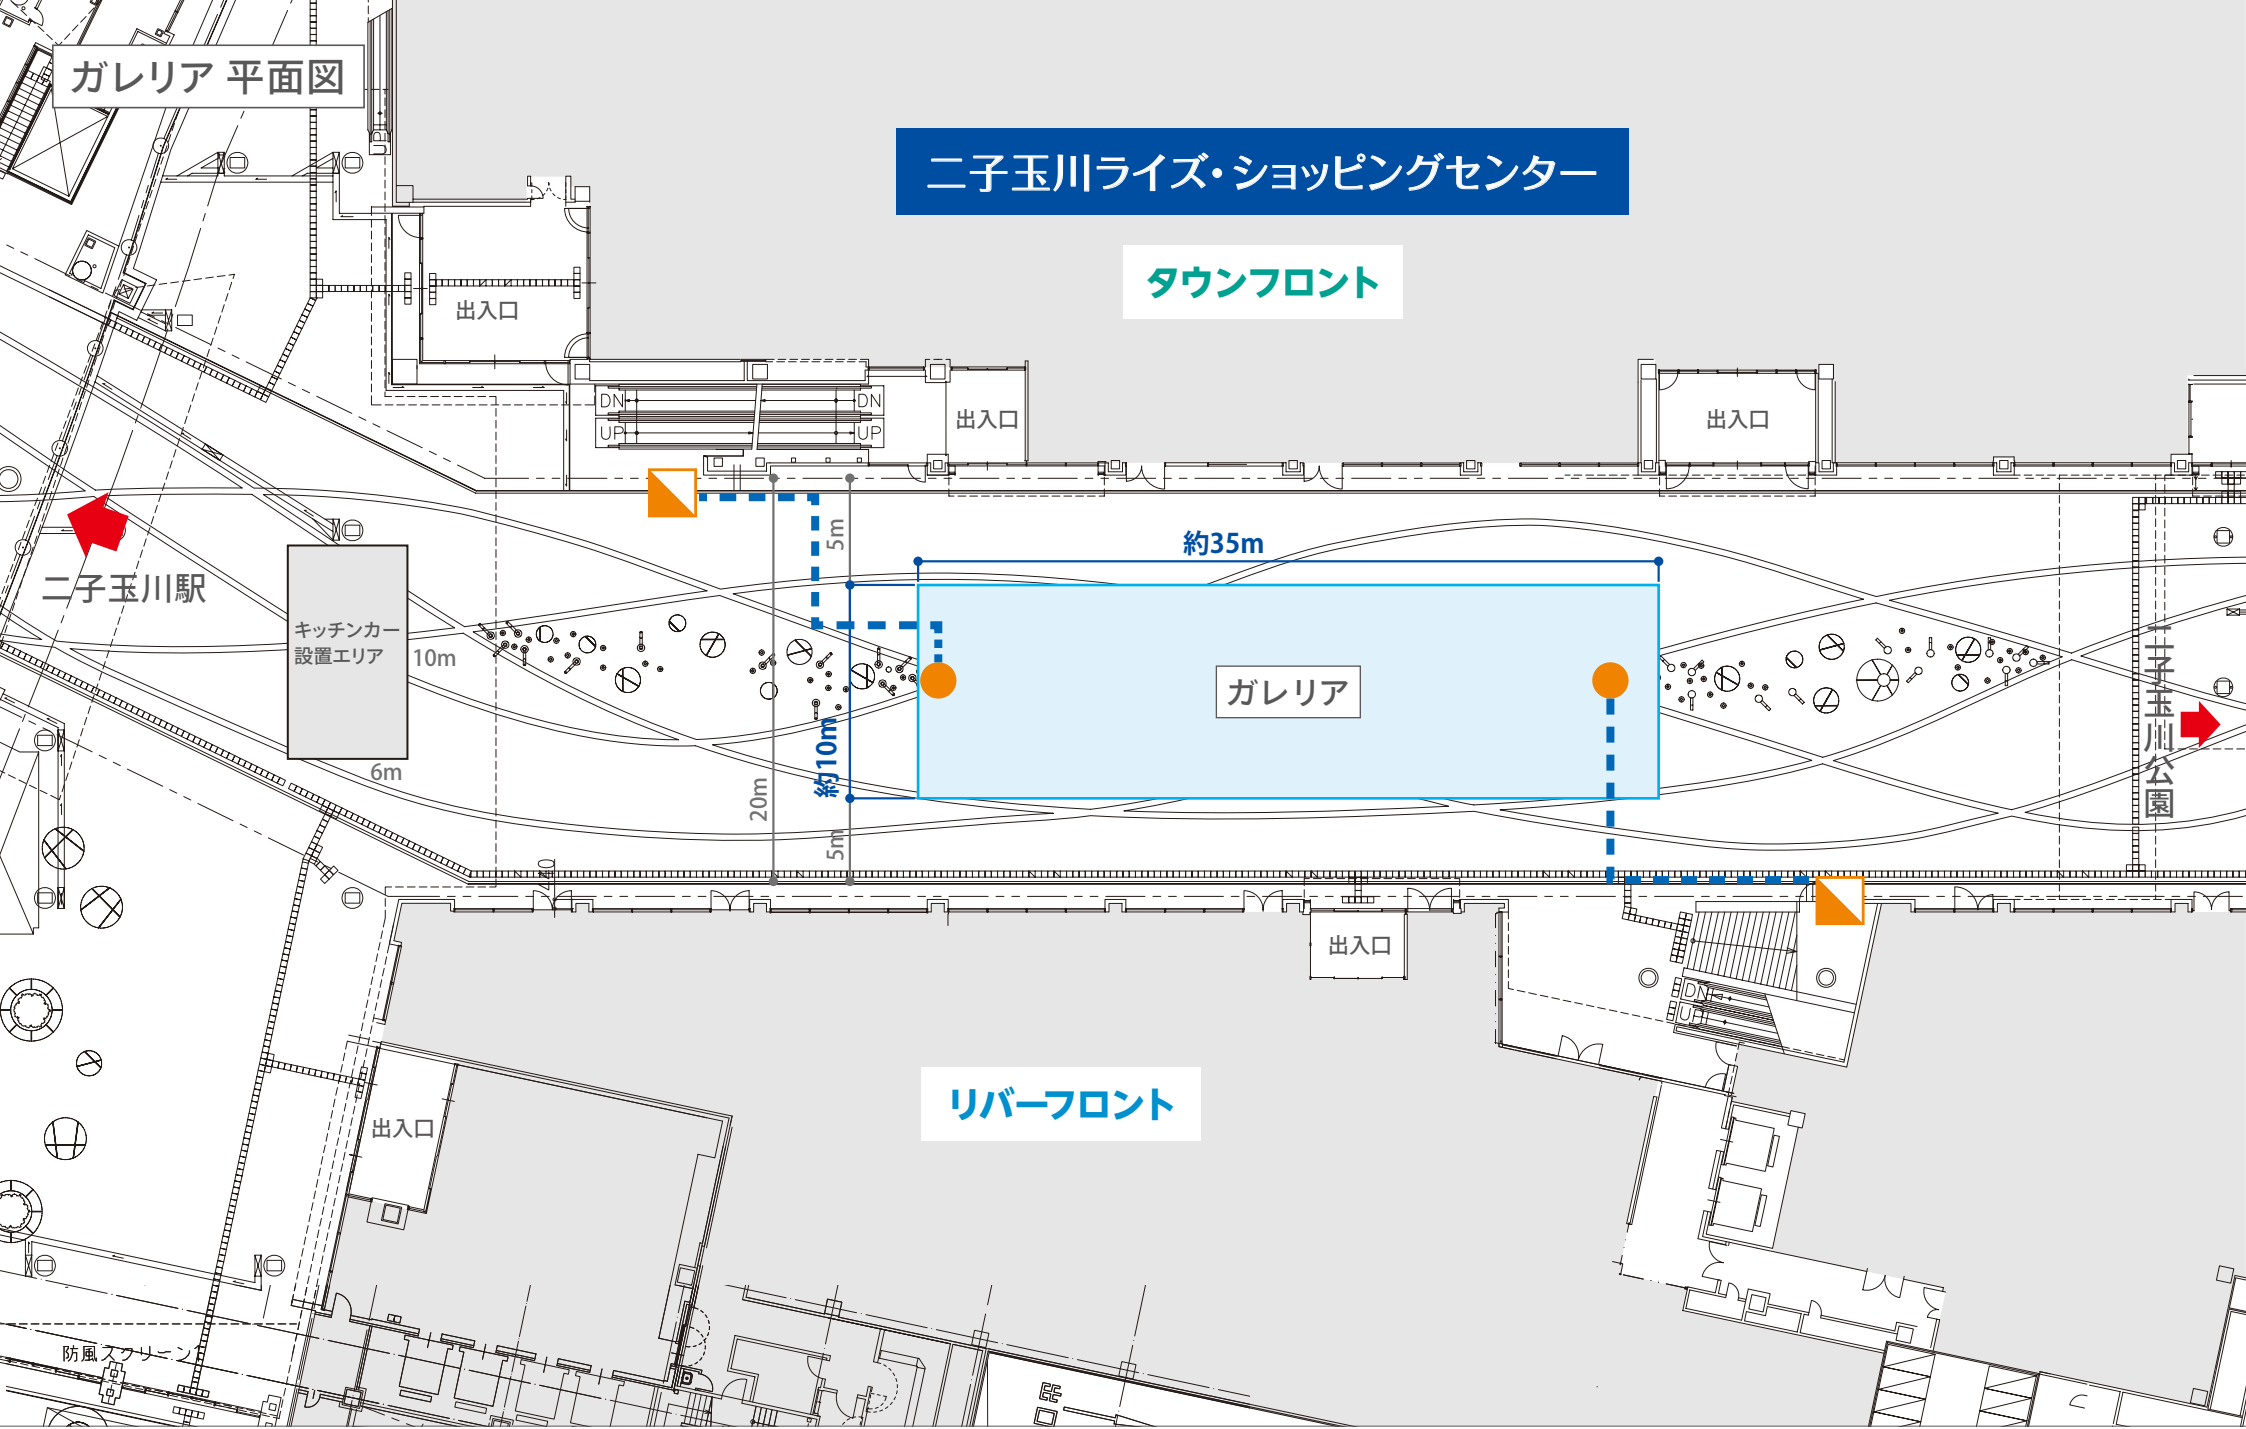 ガレリア 平面図
UP
二子玉川ライズ・ショッピングセンター
タウンフロント
出入口
DN
DN
UP
UP
出入口
出入口
5m
約35m
二子玉川駅
キッチンカー
設置エリア
10m
6m
ガレリア
約10m
20m
5m
二子玉川公園
440
出入口
DN
UP
リバーフロント
出入口
防風スクリーン